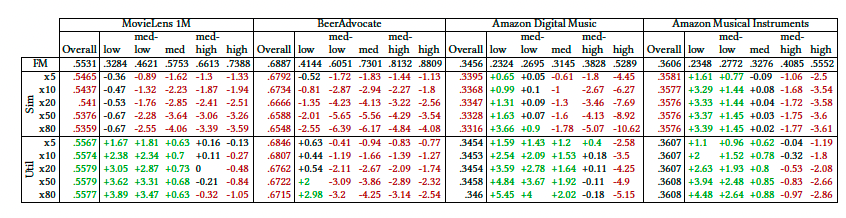 MovieLens 1M BeerAdvocate Amazon Digital Music Amazon Musical Instruments
med- med- med- med- med- med- med- med-
Overall low low med high high Overall low low med high high Overall low low med high high Overall low low med high high
FM .5531 .3284 .4621 .5753 .6613 .7388 .6887 .4144 .6051 .7301 .8132 .8809 .3456 .2324 .2695 .3145 .3828 .5289 .3606 .2348 .2772 .3276 .4085 .5552
x5 .5465 -0.36 -0.89 -1.62 -1.3 -1.33 .6792 -0.52 -1.72 -1.83 -1.44 -1.13 .3395 +0.65 +0.05 -0.61 -1.8 -4.45 .3581 +1.61 +0.77 -0.09 -1.06 -2.5
x10 .5437 -0.47 -1.32 -2.23 -1.87 -1.94 .6734 -0.81 -2.87 -2.94 -2.27 -1.8 .3368 +0.99 +0.1 -1 -2.67 -6.27 .3577 +3.29 +1.44 +0.08 -1.68 -3.54
Sim x20 .541 -0.53 -1.76 -2.85 -2.41 -2.51 .6666 -1.35 -4.23 -4.13 -3.22 -2.56 .3347 +1.31 +0.09 -1.3 -3.46 -7.69 .3576 +3.33 +1.44 +0.04 -1.72 -3.58
x50 .5376 -0.67 -2.28 -3.64 -3.06 -3.26 .6588 -2.01 -5.65 -5.56 -4.29 -3.54 .3328 +1.63 +0.07 -1.6 -4.13 -8.92 .3576 +3.37 +1.45 +0.03 -1.75 -3.6
x80 .5359 -0.67 -2.55 -4.06 -3.39 -3.59 .6548 -2.55 -6.39 -6.17 -4.84 -4.08 .3316 +3.66 +0.9 -1.78 -5.07 -10.62 .3576 +3.39 +1.45 +0.02 -1.77 -3.61
x5 .5567 +1.67 +1.81 +0.63 +0.16 -0.13 .6846 +0.63 -0.41 -0.94 -0.83 -0.77 .3454 +1.59 +1.43 +1.2 +0.4 -2.58 .3607 +1.1 +0.96 +0.62 -0.04 -1.19
x10 .5574 +2.38 +2.34 +0.7 +0.11 -0.27 .6807 +0.44 -1.19 -1.66 -1.39 -1.27 .3453 +2.54 +2.09 +1.53 +0.18 -3.5 .3607 +2 +1.52 +0.78 -0.32 -1.8
Util x20 .5579 +3.05 +2.87 +0.73 0 -0.48 .6762 +0.54 -2.11 -2.67 -2.09 -1.74 .3454 +3.59 +2.78 +1.64 +0.11 -4.25 .3608 +2.63 +1.93 +0.8 -0.53 -2.08
x50 .5579 +3.62 +3.31 +0.68 -0.21 -0.84 .6722 +2 -3.09 -3.86 -2.89 -2.32 .3458 +4.84 +3.67 +1.92 -0.11 -4.9 .3608 +3.94 +2.48 +0.85 -0.83 -2.66
x80 .5577 +3.89 +3.47 +0.63 -0.32 -1.05 .6715 +2.98 -3.2 -4.25 -3.14 -2.54 .346 +5.45 +4 +2.02 -0.18 -5.15 .3608 +4.48 +2.64 +0.88 -0.97 -2.86